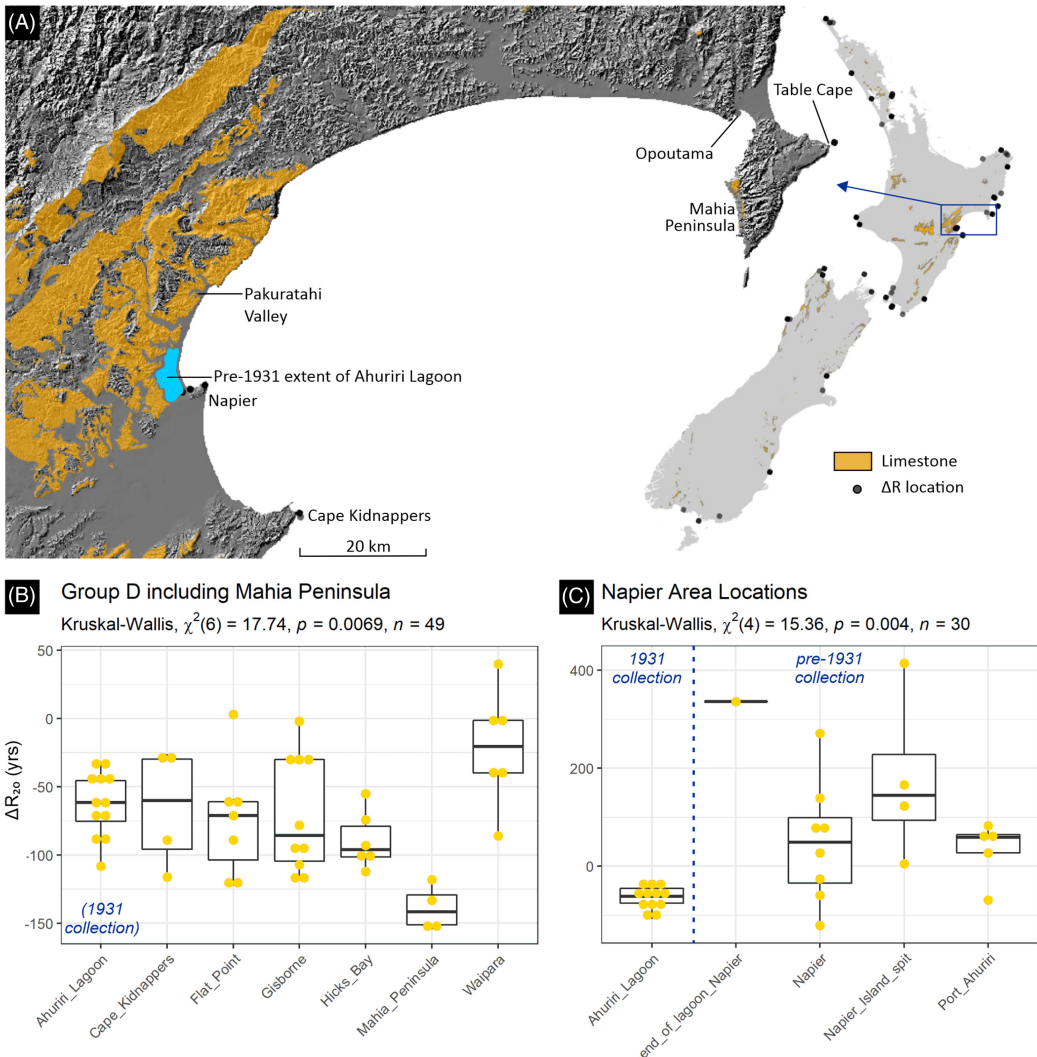 (A)
Table Cape
Opoutama
Mahia
Peninsula
Pakuratahi
Valley
Pre-1931 extent of Ahuriri Lagoon
Napier
Limestone
ΔR location
Cape Kidnappers
20 km
(B) Group D including Mahia Peninsula
Kruskal-Wallis, χ²(6) = 17.74, p = 0.0069, n = 49
50
0
-50
-100
-150
ΔR₂₀ (yrs)
(1931
collection)
Ahuriri_Lagoon
Cape_Kidnappers
Flat_Point
Gisborne
Hicks_Bay
Mahia_Peninsula
Waipara
(C) Napier Area Locations
Kruskal-Wallis, χ²(4) = 15.36, p = 0.004, n = 30
1931
collection
pre-1931
collection
400
200
0
Ahuriri_Lagoon
end_of_lagoon_Napier
Napier
Napier_Island_spit
Port_Ahuriri